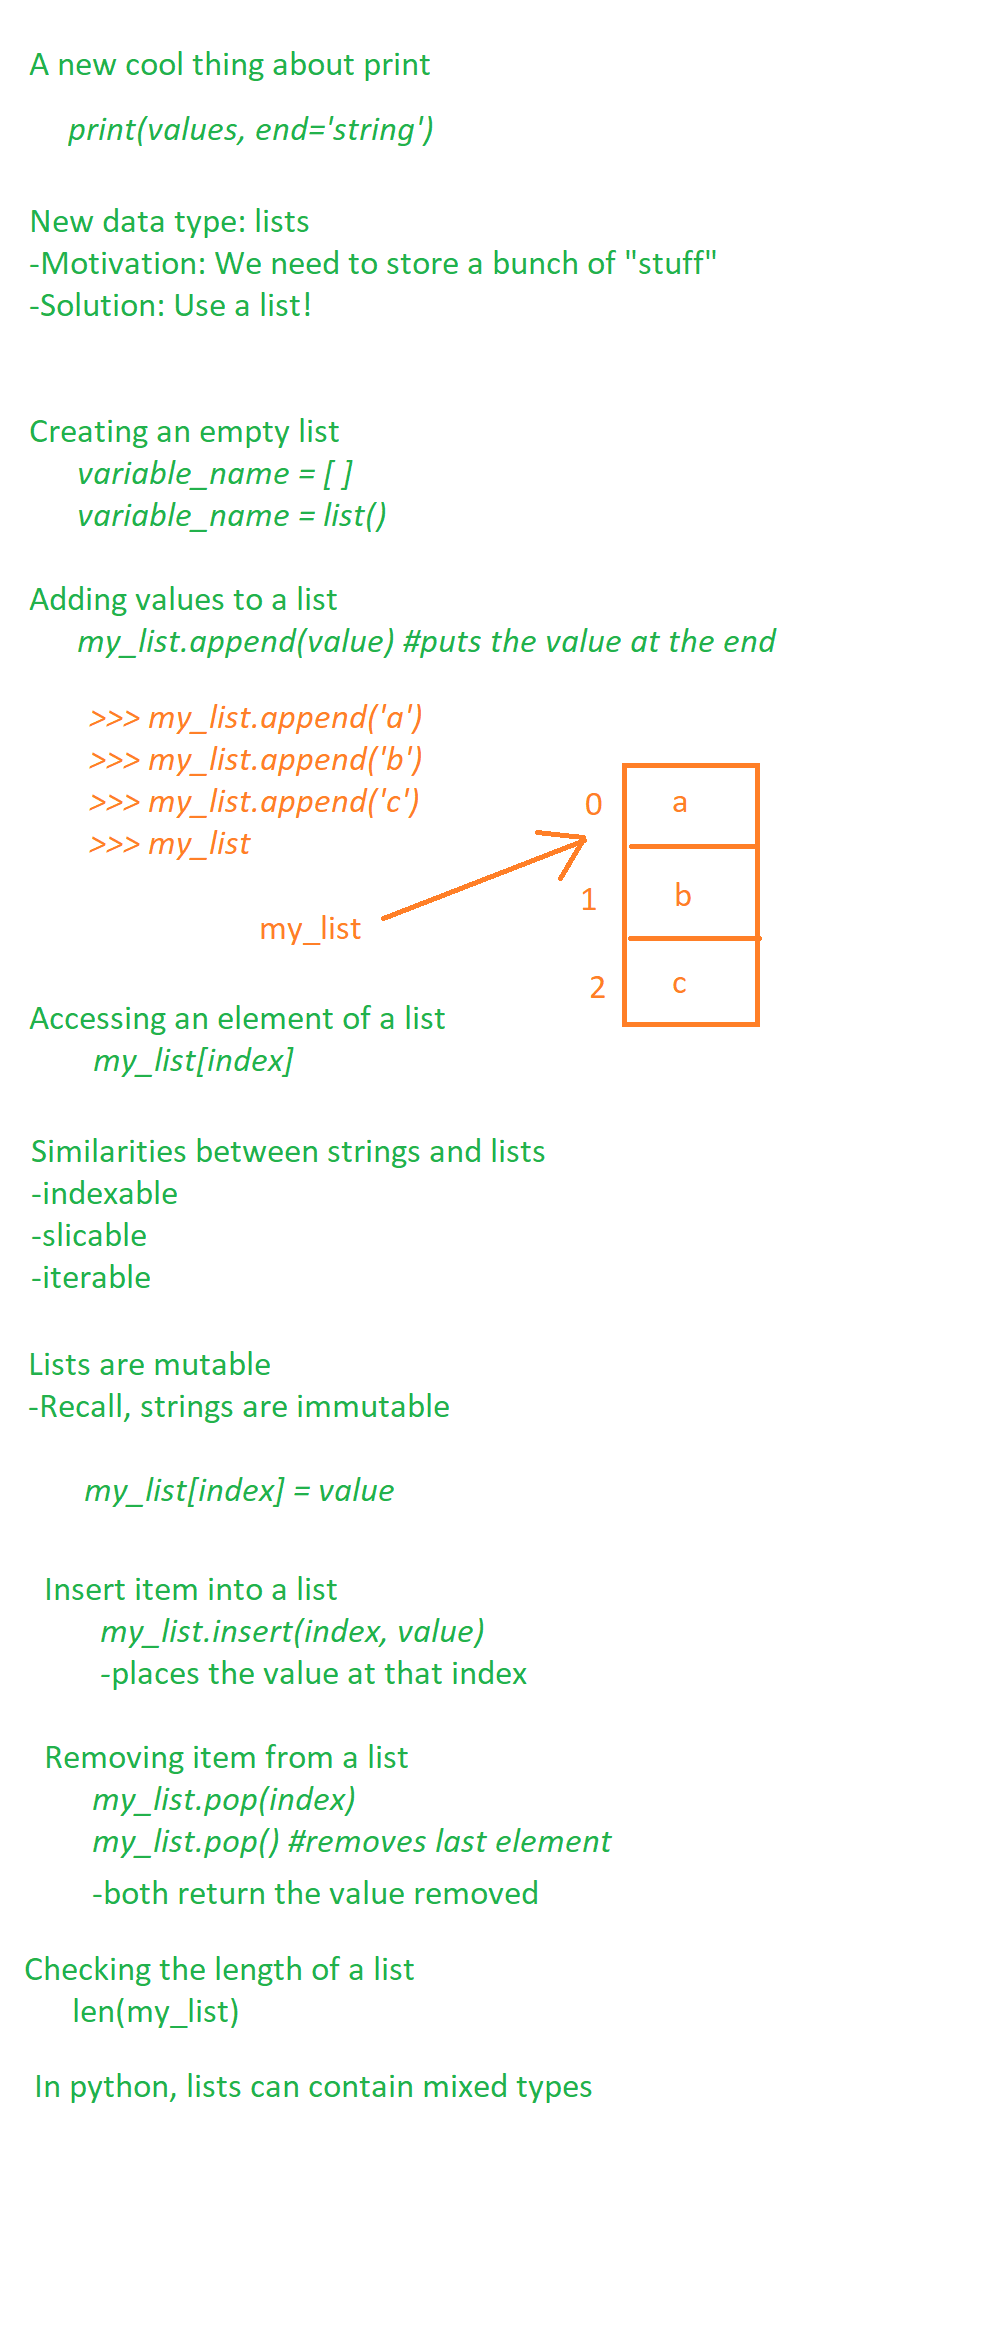 A new cool thing about print
print(values, end='string')
New data type: lists
-Motivation: We need to store a bunch of "stuff"
-Solution: Use a list!
Creating an empty list
variable_name = [ ]
variable_name = list()
Adding values to a list
my_list.append(value) #puts the value at the end
>>> my_list.append('a')
>>> my_list.append('b')
>>> my_list.append('c')
>>> my_list
0 a
1 b
my_list
2 c
Accessing an element of a list
my_list[index]
Similarities between strings and lists
-indexable
-slicable
-iterable
Lists are mutable
-Recall, strings are immutable
my_list[index] = value
Insert item into a list
my_list.insert(index, value)
-places the value at that index
Removing item from a list
my_list.pop(index)
my_list.pop() #removes last element
-both return the value removed
Checking the length of a list
len(my_list)
In python, lists can contain mixed types